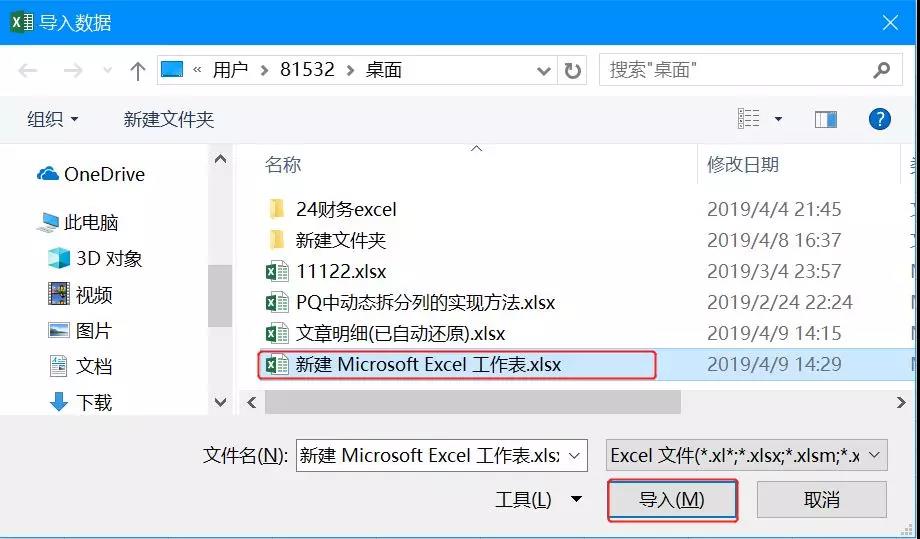 导入数据
« 用户 › 81532 › 桌面
搜索"桌面"
组织
新建文件夹
名称
修改日期
OneDrive
此电脑
3D 对象
视频
图片
文档
下载
24财务excel 2019/4/4 21:45
新建文件夹 2019/4/8 16:37
11122.xlsx 2019/3/4 23:57
PQ中动态拆分列的实现方法.xlsx 2019/2/24 22:24
文章明细(已自动还原).xlsx 2019/4/9 14:15
新建 Microsoft Excel 工作表.xlsx 2019/4/9 14:29
文件名(N): 新建 Microsoft Excel 工作表.xls Excel 文件(*.xl*;*.xlsx;*.xlsm;*.x
工具(L) 导入(M) 取消